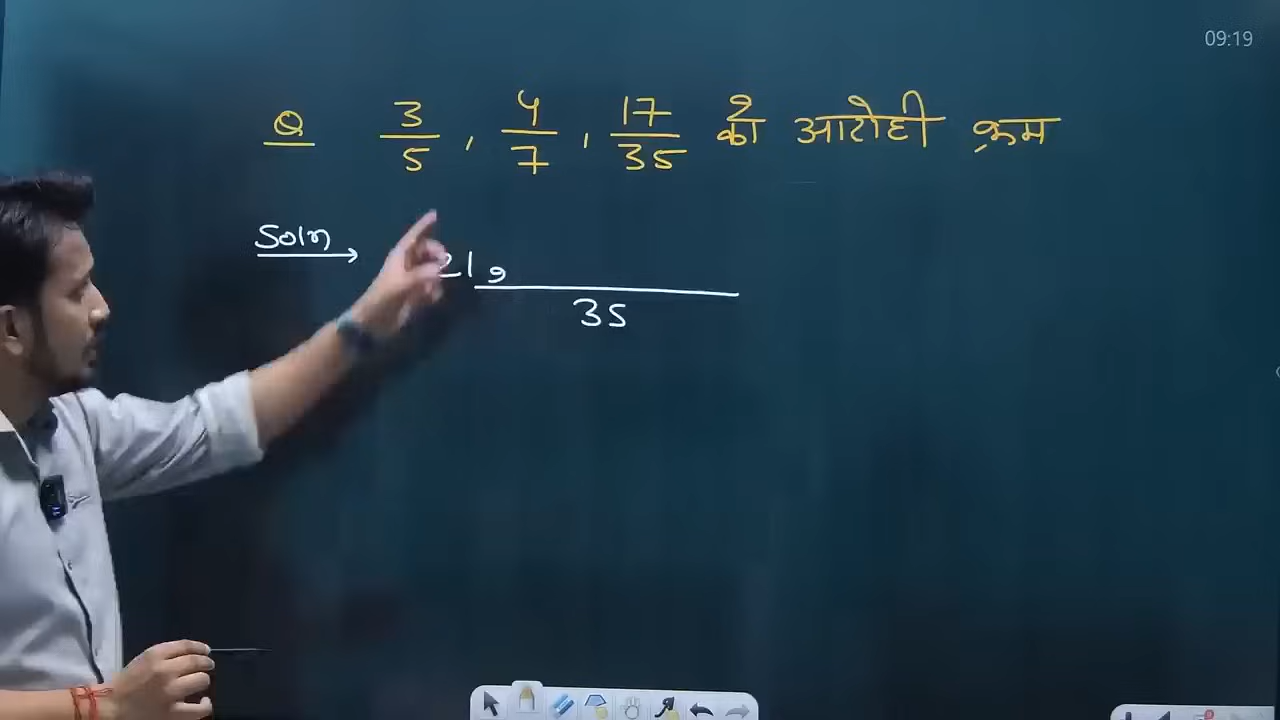 09:19
Q 3/5 , 4/7 , 17/35 का आरोही क्रम
Soln → 21,
35